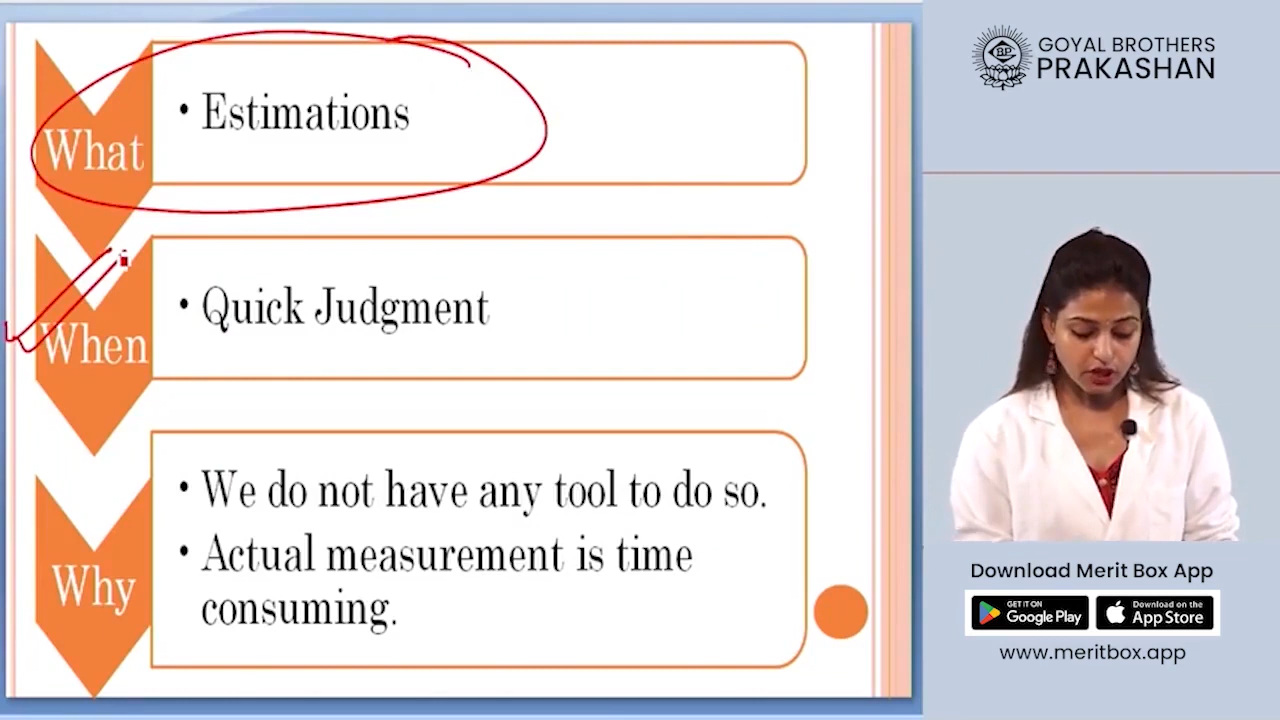 What
• Estimations
When
• Quick Judgment
Why
• We do not have any tool to do so.
• Actual measurement is time
consuming.
BP
GOYAL BROTHERS
PRAKASHAN
Download Merit Box App
GET IT ON
Google Play
Download on the
App Store
www.meritbox.app